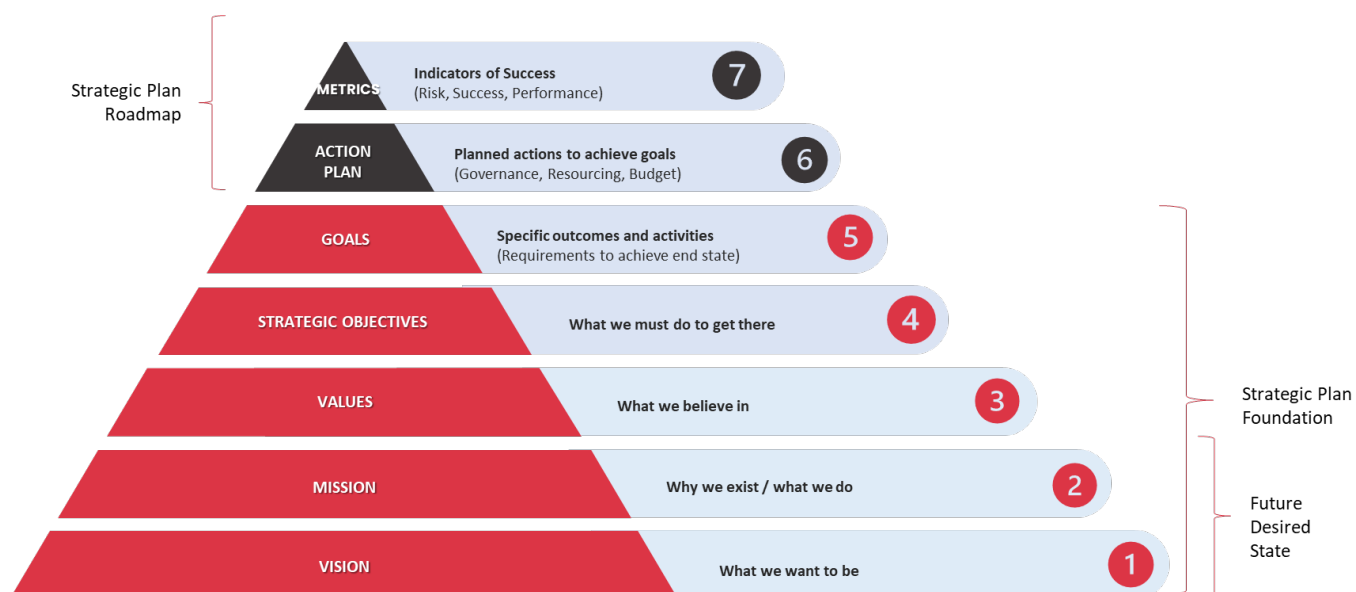 Strategic Plan
Roadmap
METRICS
Indicators of Success
(Risk, Success, Performance)
7
ACTION
PLAN
Planned actions to achieve goals
(Governance, Resourcing, Budget)
6
GOALS
Specific outcomes and activities
(Requirements to achieve end state)
5
STRATEGIC OBJECTIVES
What we must do to get there
4
VALUES
What we believe in
3
Strategic Plan
Foundation
MISSION
Why we exist / what we do
2
Future
Desired
State
VISION
What we want to be
1